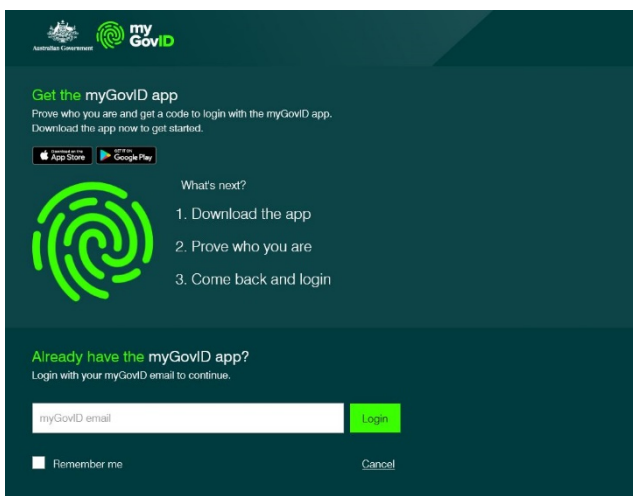 Australian Government
my
GovID
Get the myGovID app
Prove who you are and get a code to login with the myGovID app.
Download the app now to get started.
Download on the
App Store
GET IT ON
Google Play
What's next?
1. Download the app
2. Prove who you are
3. Come back and login
Already have the myGovID app?
Login with your myGovID email to continue.
myGovID email
Login
Remember me
Cancel